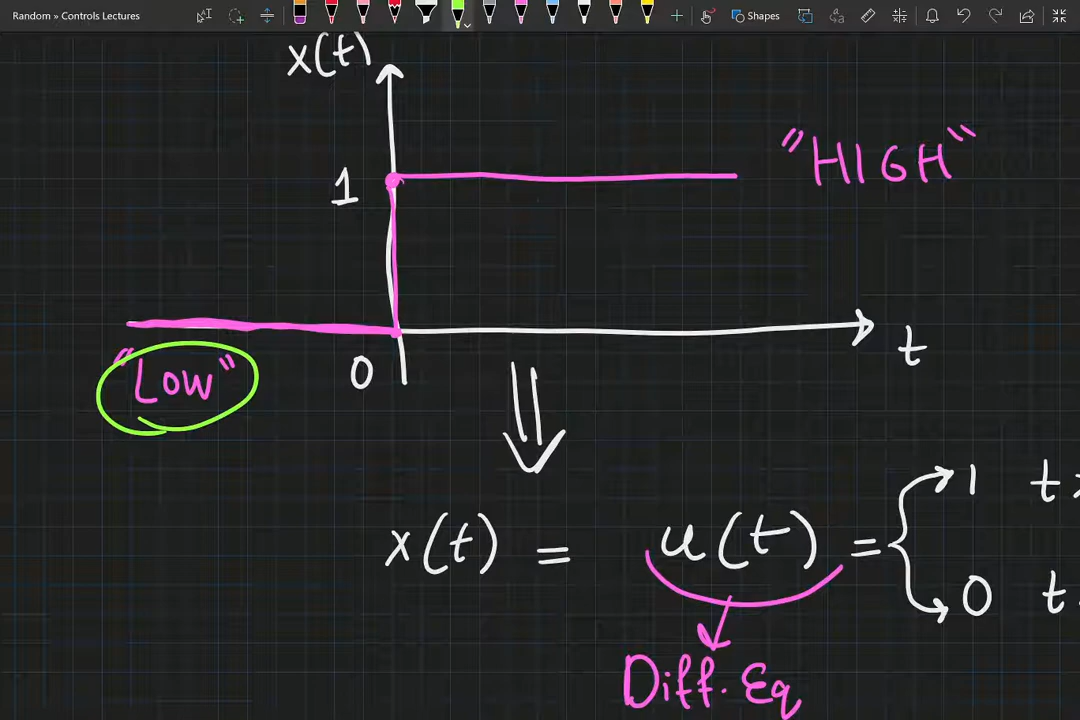 Random » Controls Lectures
Shapes
x(t)
"HIGH"
1
"Low"
0
t
x(t) = u(t) =
1 t
0 t
Diff. Eq